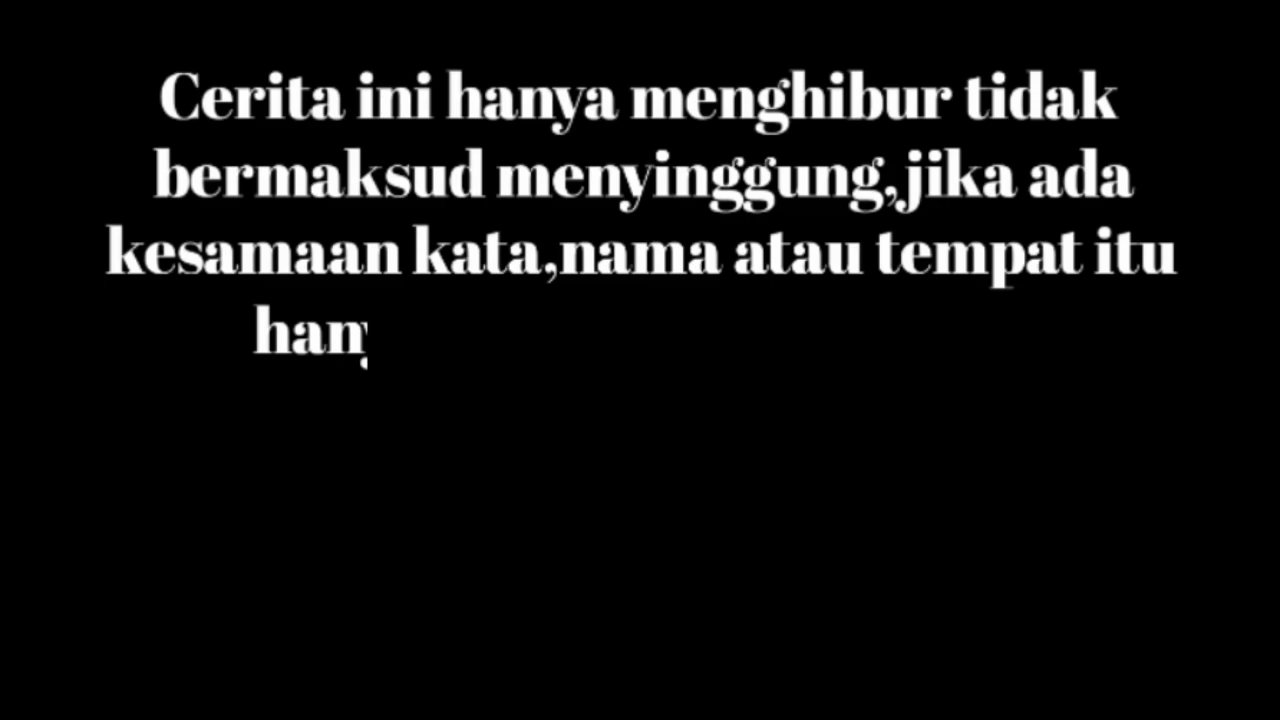 Cerita ini hanya menghibur tidak
bermaksud menyinggung,jika ada
kesamaan kata,nama atau tempat itu